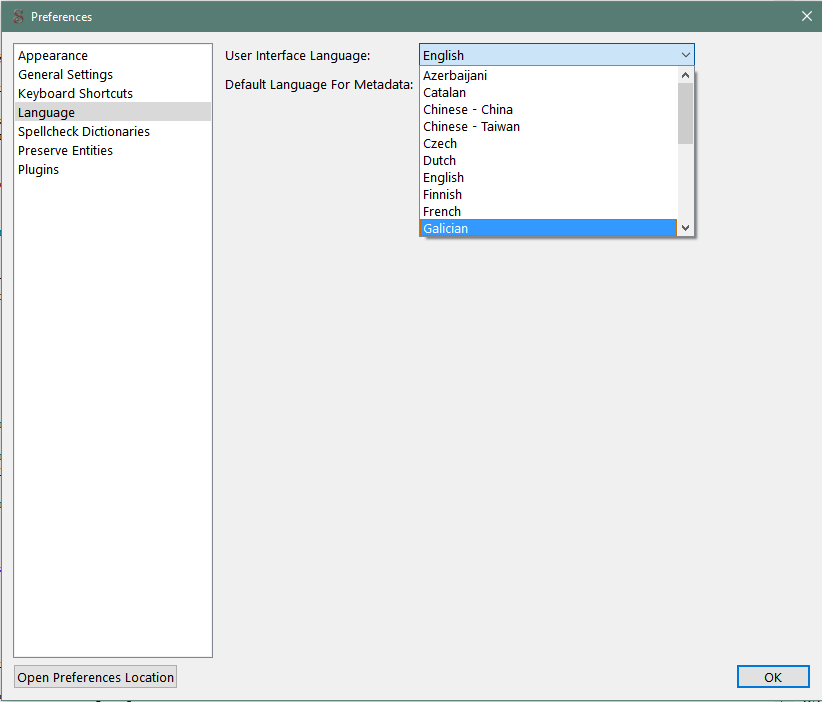 Preferences
Appearance
General Settings
Keyboard Shortcuts
Language
Spellcheck Dictionaries
Preserve Entities
Plugins
User Interface Language:
English
Default Language For Metadata:
Azerbaijani
Catalan
Chinese - China
Chinese - Taiwan
Czech
Dutch
English
Finnish
French
Galician
Open Preferences Location
OK